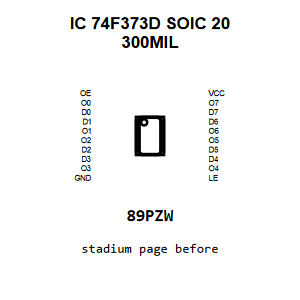 IC 74F373D SOIC 20
300MIL
OE VCC
O0 O7
D0 D7
D1 D6
O1 O6
O2 O5
D2 D5
D3 D4
O3 O4
GND LE
89PZW
stadium page before